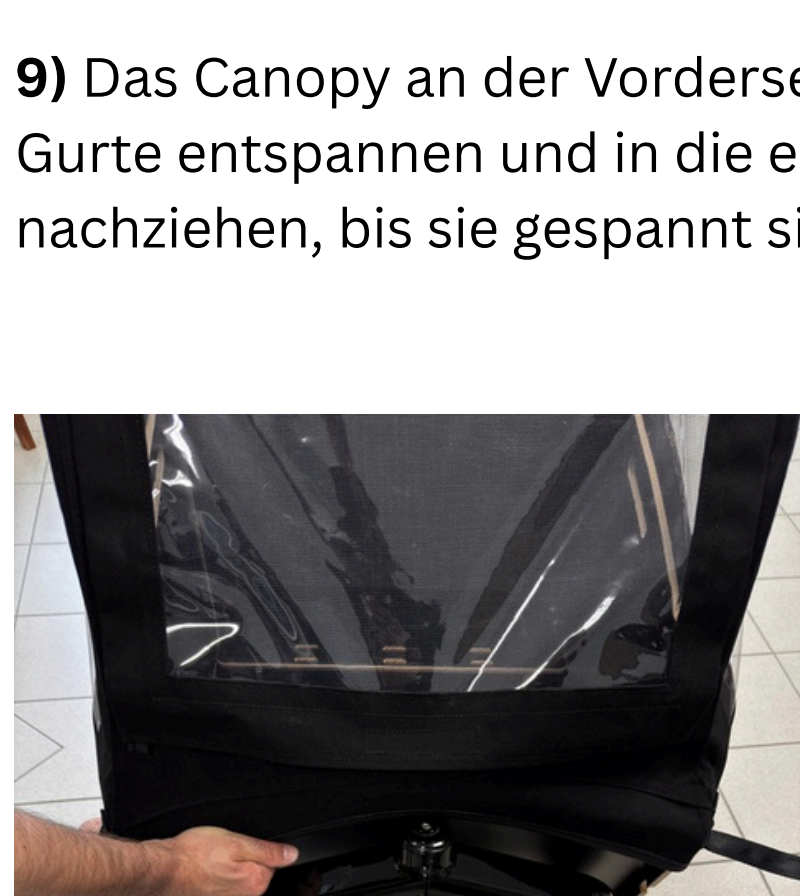 9) Das Canopy an der Vorderse
Gurte entspannen und in die e
nachziehen, bis sie gespannt si